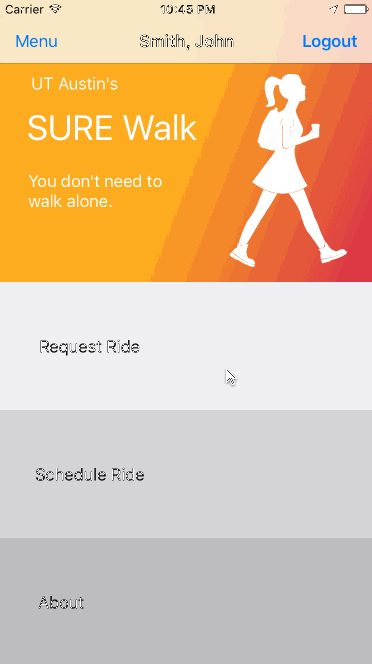 Carrier 10:45 PM
Menu Smith, John Logout
UT Austin's
SURE Walk
You don't need to
walk alone.
Request Ride
Schedule Ride
About